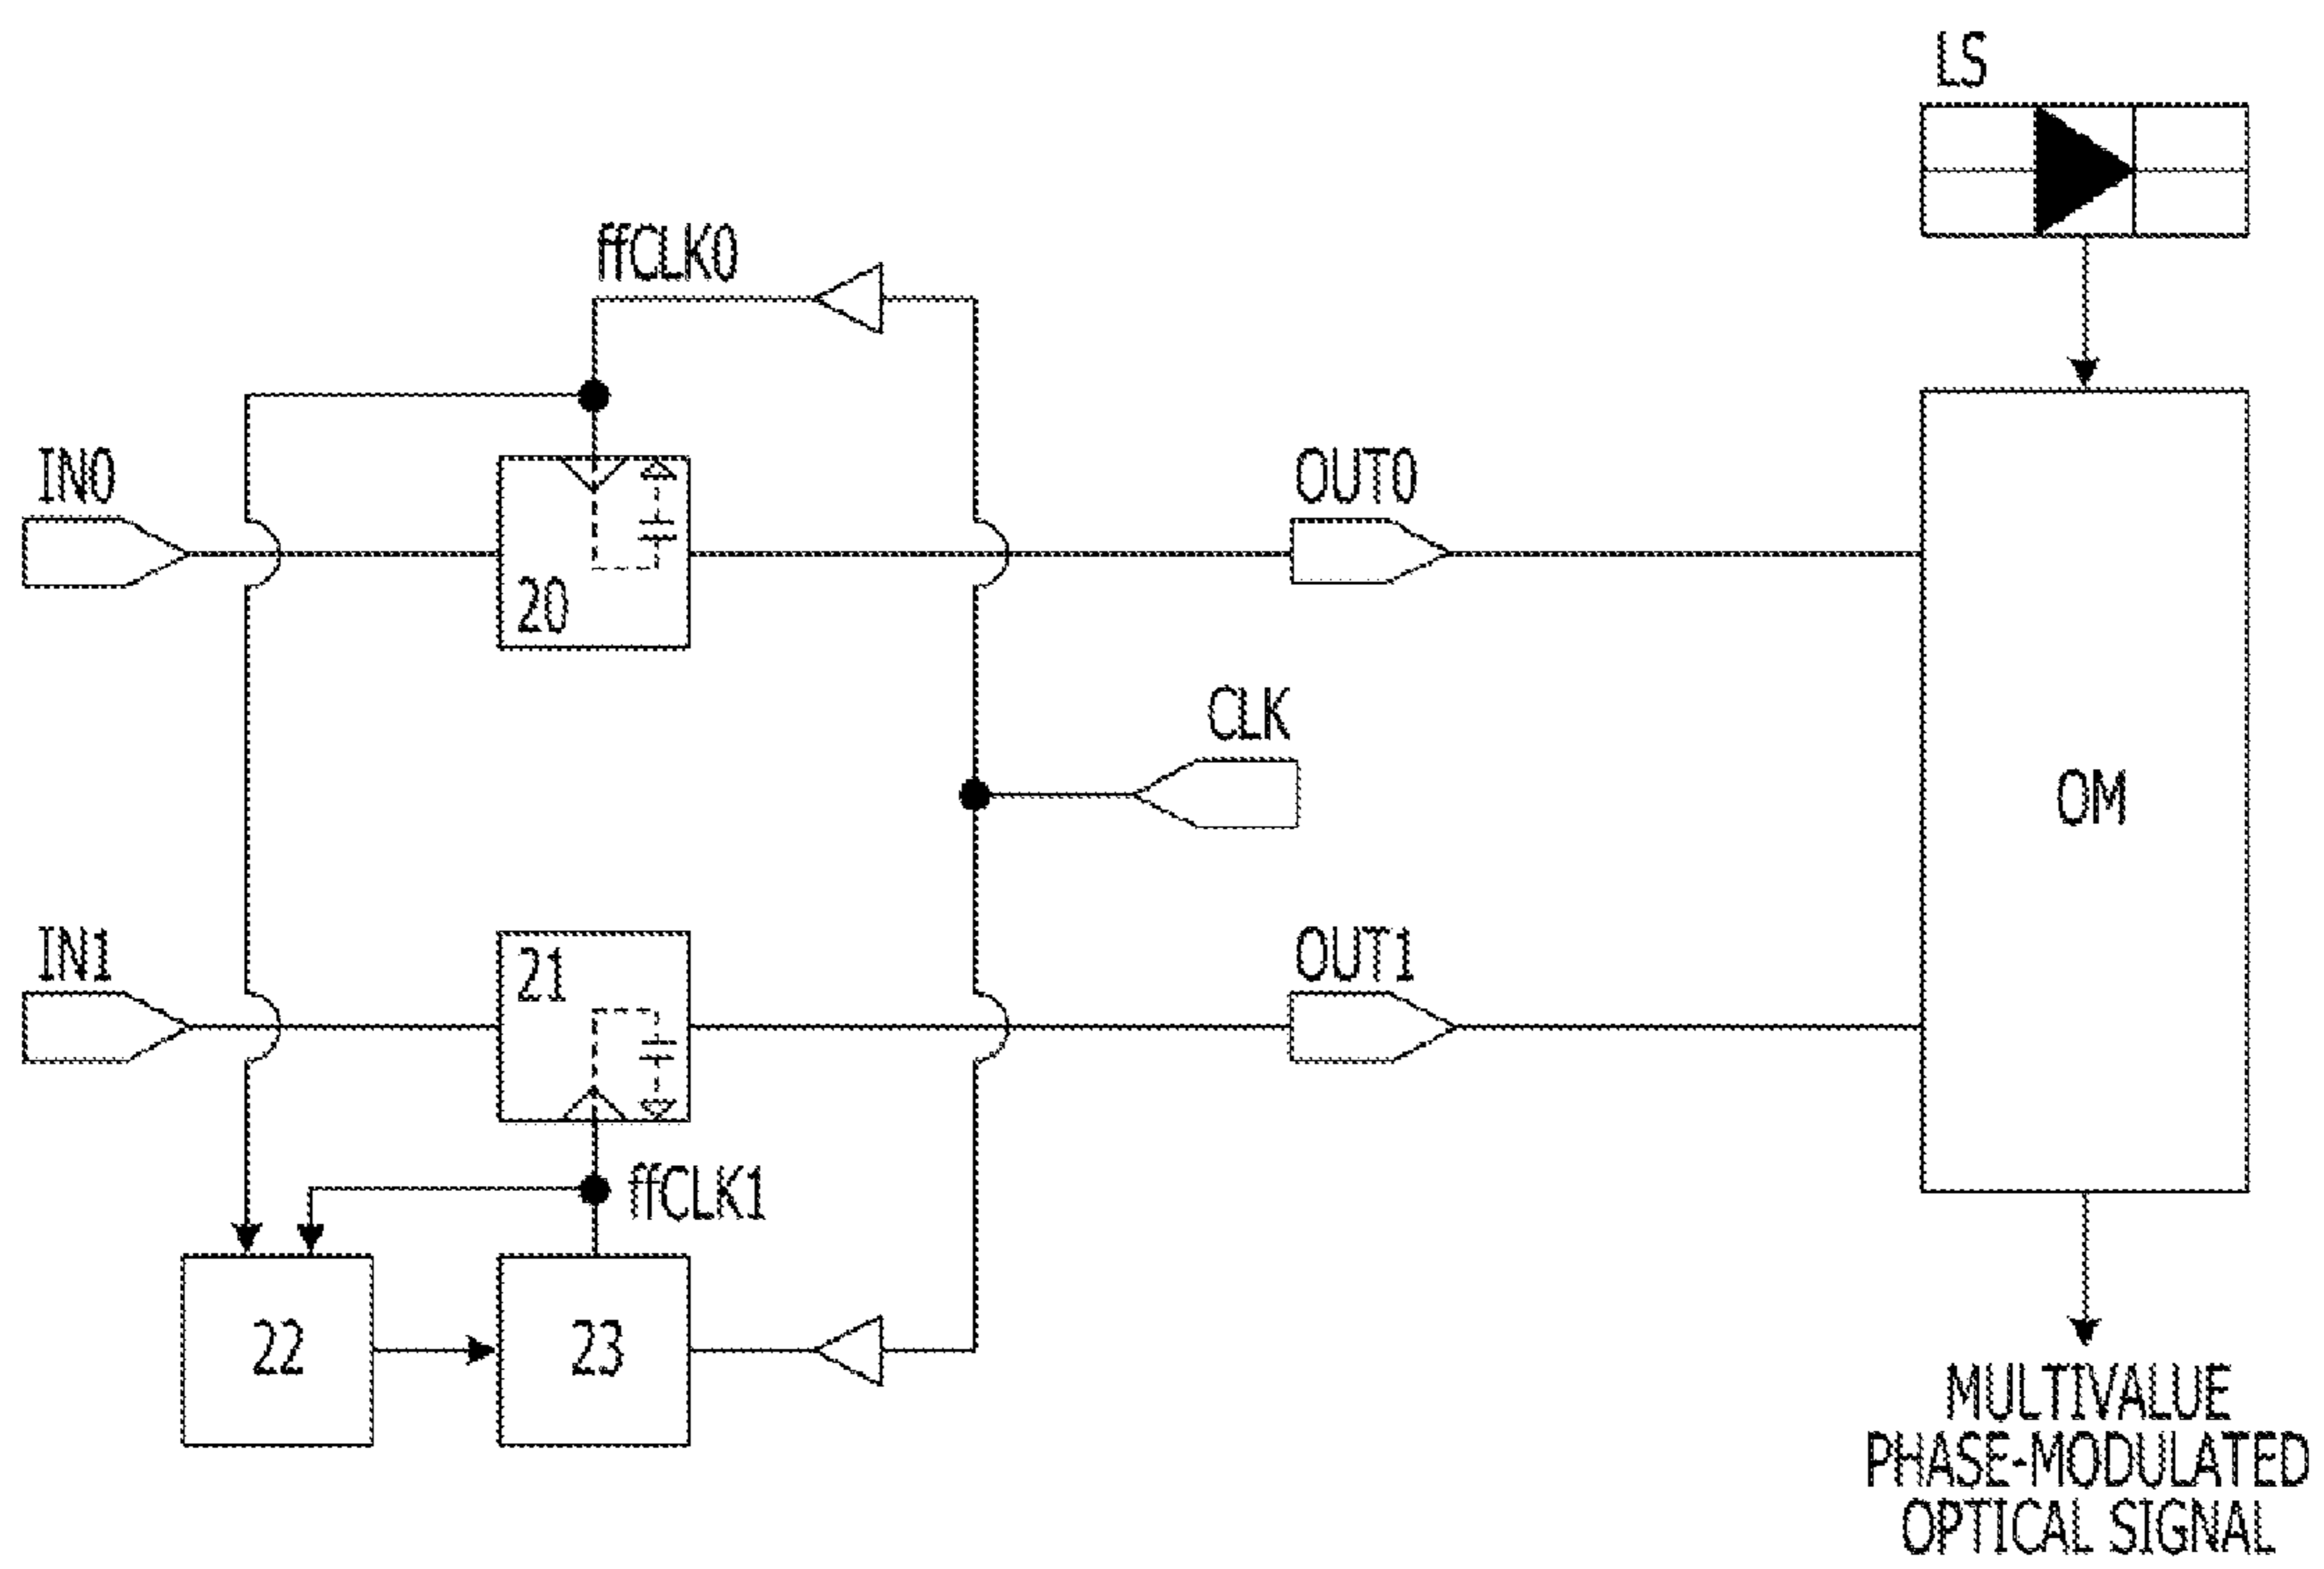 LS
ffCLK0
IN0
OUT0
20
CLK
OM
IN1
21
OUT1
ffCLK1
22
23
MULTIVALUE
PHASE-MODULATED
OPTICAL SIGNAL